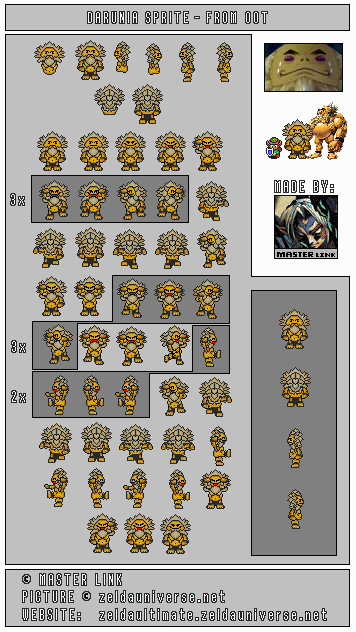 DARUNIA SPRITE - FROM OOT
MADE BY:
MASTER LINK
3x
3x
2x
© MASTER LINK
PICTURE © zeldauniverse.net
WEBSITE: zeldaultimate.zeldauniverse.net